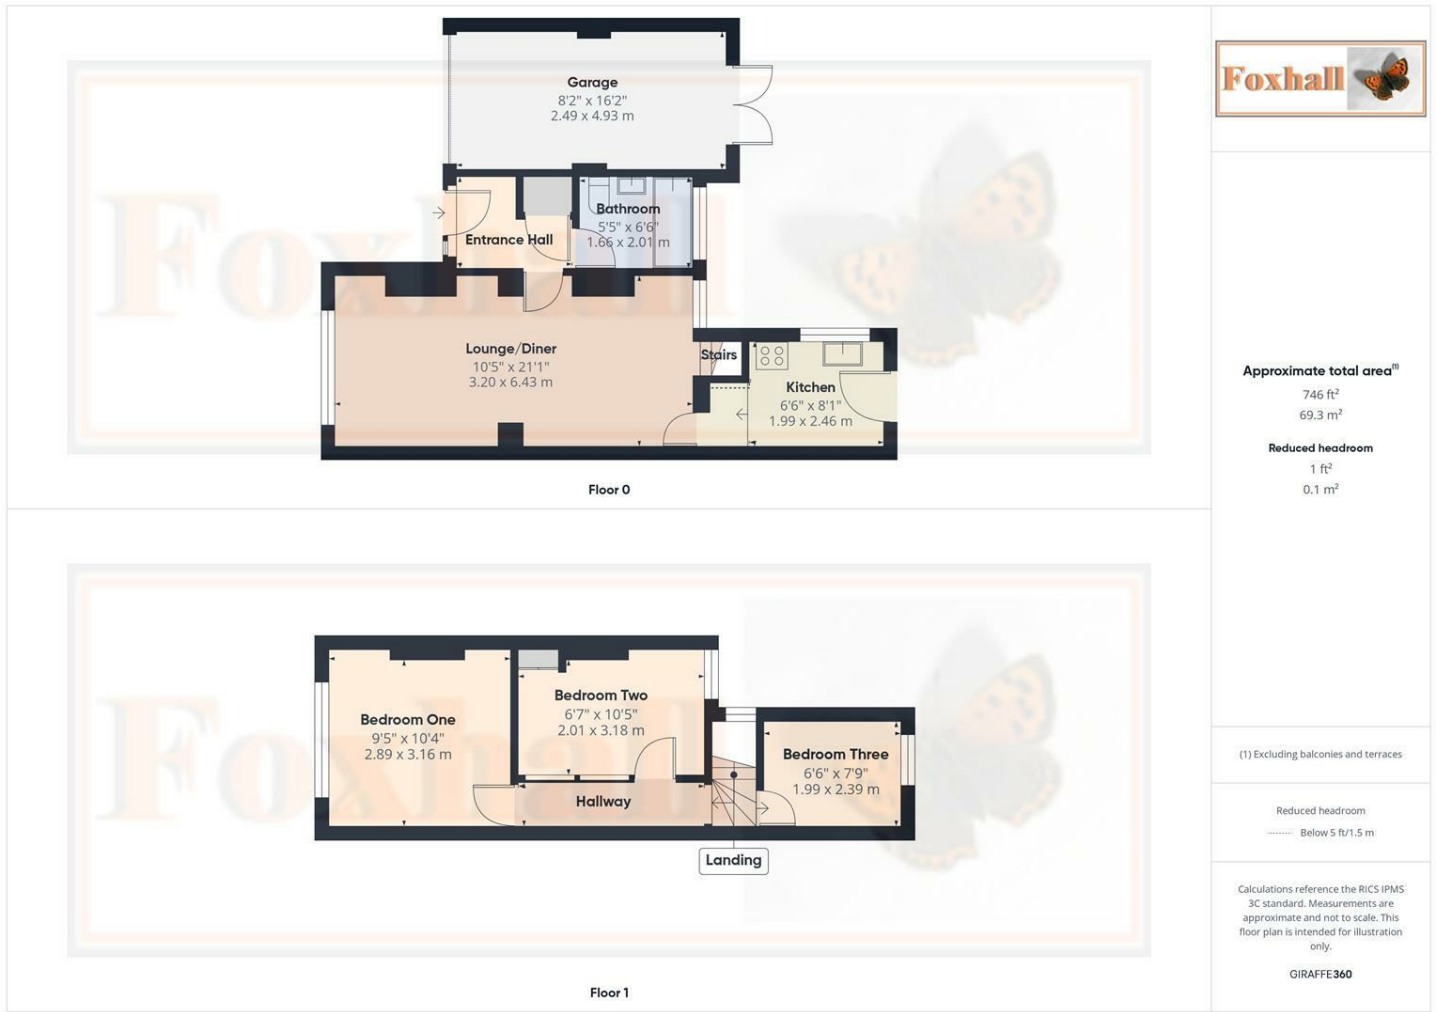 Garage
8'2" x 16'2"
2.49 x 4.93 m
Bathroom
5'5" x 6'6"
1.66 x 2.01 m
Entrance Hall
Lounge/Diner
10'5" x 21'1"
3.20 x 6.43 m
Stairs
Kitchen
6'6" x 8'1"
1.99 x 2.46 m
Floor 0
Foxhall
Bedroom One
9'5" x 10'4"
2.89 x 3.16 m
Bedroom Two
6'7" x 10'5"
2.01 x 3.18 m
Bedroom Three
6'6" x 7'9"
1.99 x 2.39 m
Hallway
Landing
Floor 1
Foxhall
Foxhall
Approximate total area(1)
746 ft²
69.3 m²
Reduced headroom
1 ft²
0.1 m²
(1) Excluding balconies and terraces
Reduced headroom
Below 5 ft/1.5 m
Calculations reference the RICS IPMS
3C standard. Measurements are
approximate and not to scale. This
floor plan is intended for illustration
only.
GIRAFFE360